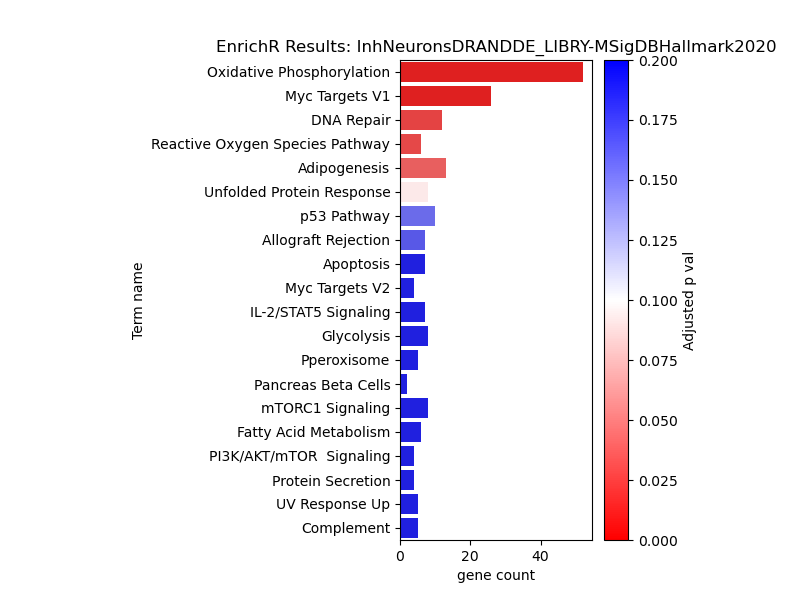 EnrichR Results: InhNeuronsDRANDDE_LIBRY-MSigDBHallmark2020
Oxidative Phosphorylation
Myc Targets V1
DNA Repair
Reactive Oxygen Species Pathway
Adipogenesis
Unfolded Protein Response
p53 Pathway
Allograft Rejection
Apoptosis
Myc Targets V2
IL-2/STAT5 Signaling
Glycolysis
Pperoxisome
Pancreas Beta Cells
mTORC1 Signaling
Fatty Acid Metabolism
PI3K/AKT/mTOR  Signaling
Protein Secretion
UV Response Up
Complement
Term name
0
20
40
gene count
0.200
0.175
0.150
0.125
0.100
0.075
0.050
0.025
0.000
Adjusted p val